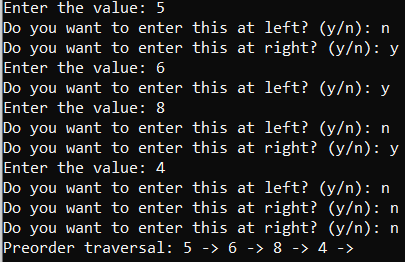 Enter the value: 5
Do you want to enter this at left? (y/n): n
Do you want to enter this at right? (y/n): y
Enter the value: 6
Do you want to enter this at left? (y/n): y
Enter the value: 8
Do you want to enter this at left? (y/n): n
Do you want to enter this at right? (y/n): y
Enter the value: 4
Do you want to enter this at left? (y/n): n
Do you want to enter this at right? (y/n): n
Do you want to enter this at right? (y/n): n
Preorder traversal: 5 -> 6 -> 8 -> 4 ->